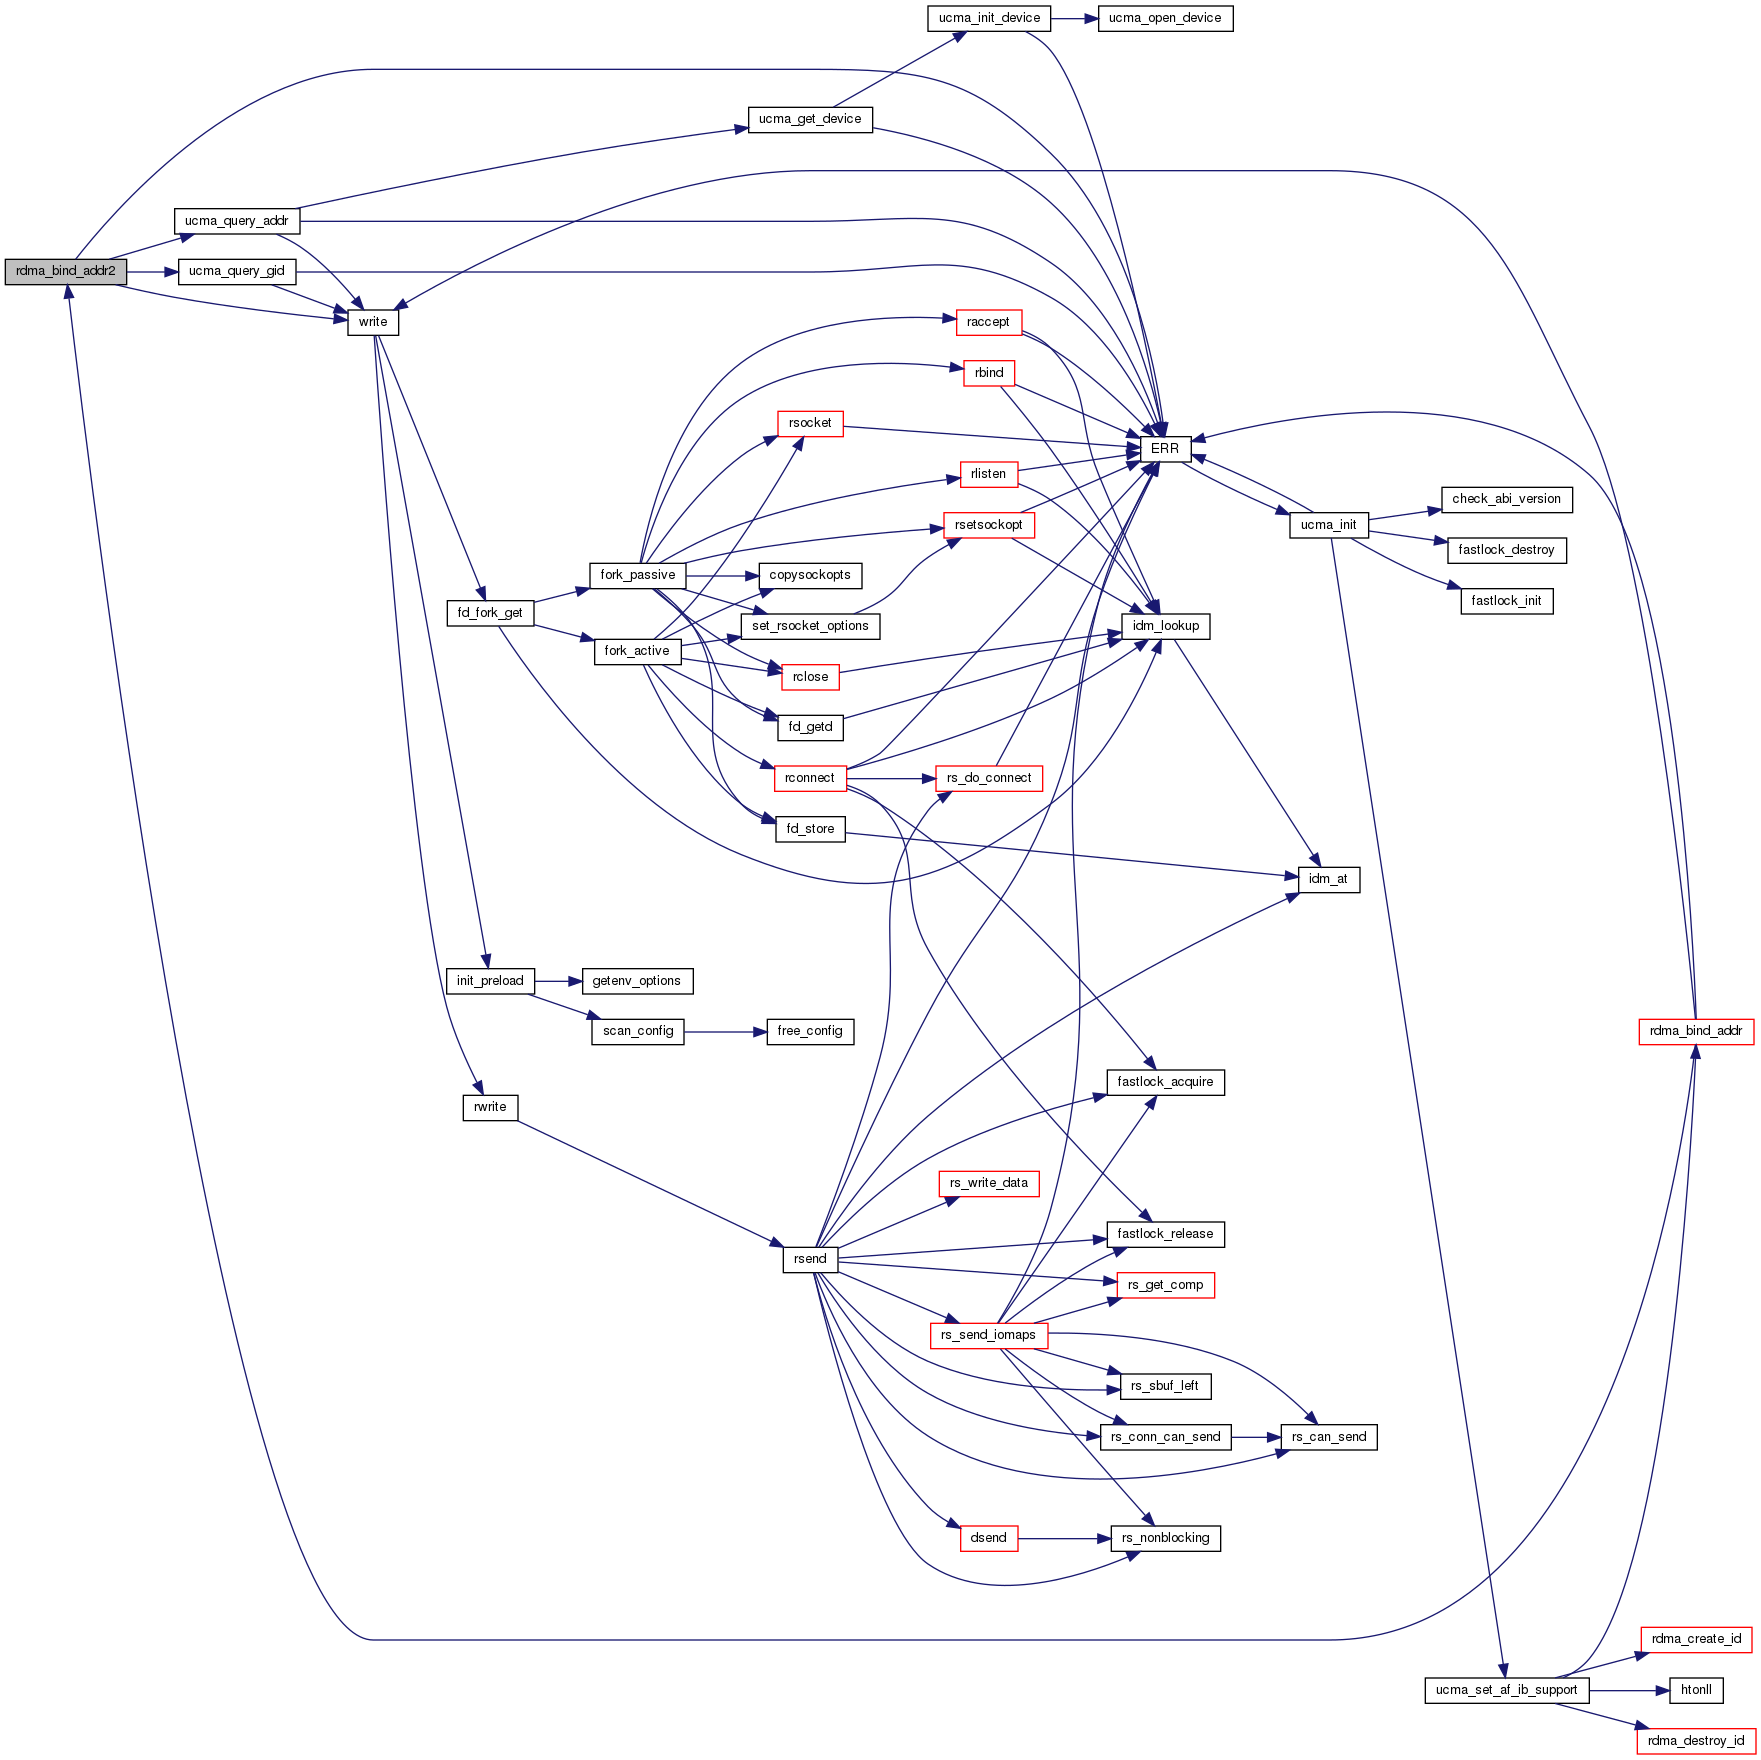 ucma_init_device
ucma_open_device
ucma_get_device
ucma_query_addr
rdma_bind_addr2
ucma_query_gid
write
raccept
rbind
rsocket
ERR
rlisten
check_abi_version
rsetsockopt
ucma_init
fastlock_destroy
fork_passive
copysockopts
fastlock_init
fd_fork_get
set_rsocket_options
idm_lookup
fork_active
rclose
fd_getd
rconnect
rs_do_connect
fd_store
idm_at
init_preload
getenv_options
scan_config
free_config
rdma_bind_addr
fastlock_acquire
rwrite
rs_write_data
fastlock_release
rsend
rs_get_comp
rs_send_iomaps
rs_sbuf_left
rs_conn_can_send
rs_can_send
dsend
rs_nonblocking
rdma_create_id
ucma_set_af_ib_support
htonll
rdma_destroy_id